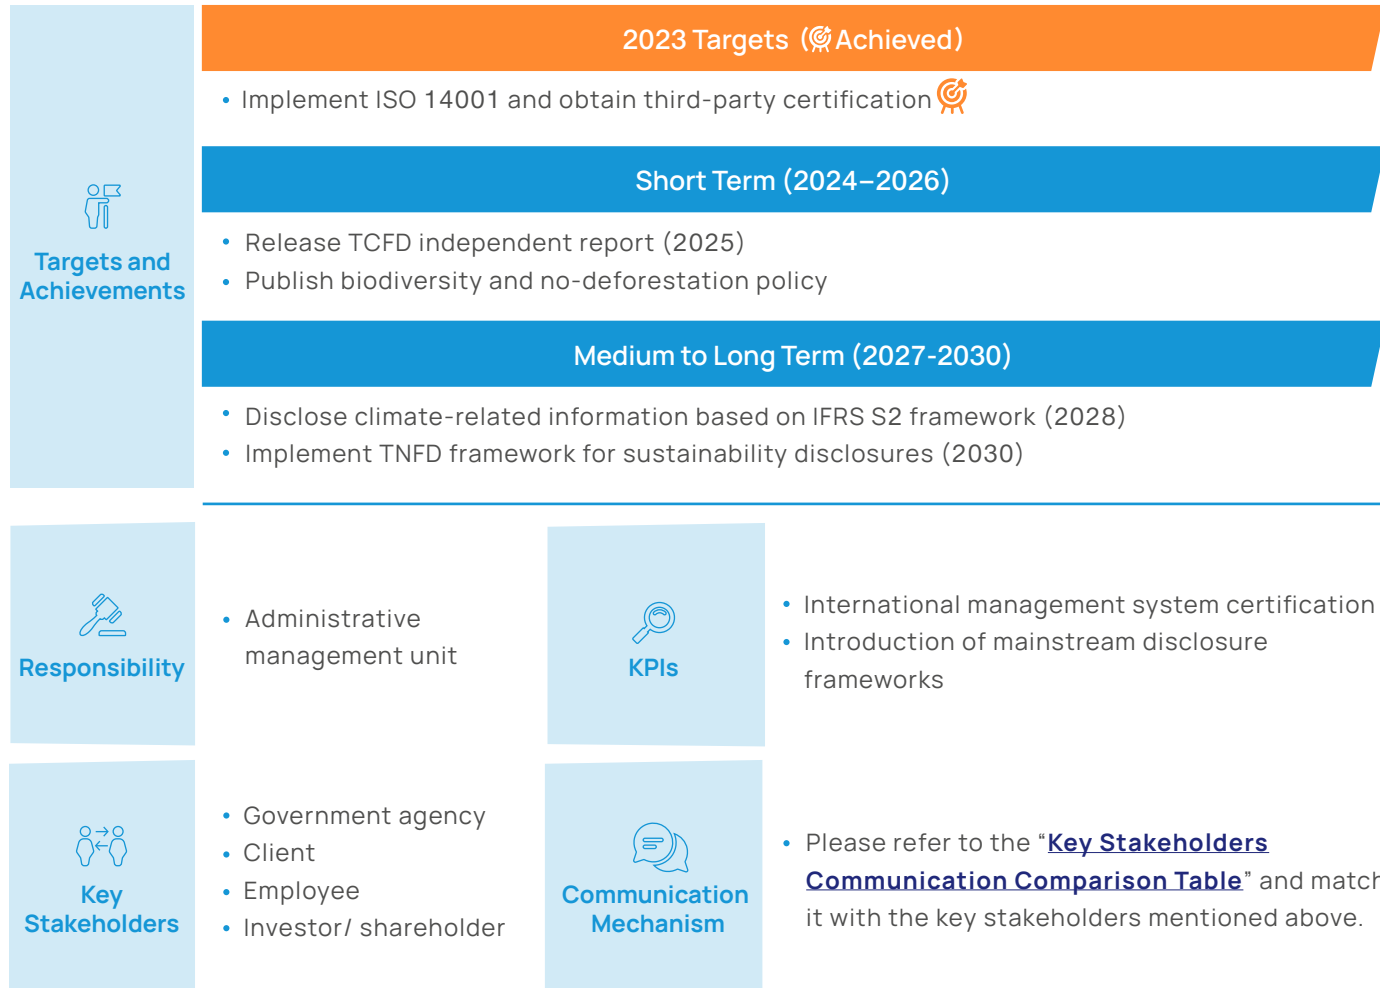 2023 Targets (Achieved)
• Implement ISO 14001 and obtain third-party certification
Short Term (2024–2026)
Targets and
Achievements
• Release TCFD independent report (2025)
• Publish biodiversity and no-deforestation policy
Medium to Long Term (2027-2030)
• Disclose climate-related information based on IFRS S2 framework (2028)
• Implement TNFD framework for sustainability disclosures (2030)
Responsibility
• Administrative
management unit
KPIs
• International management system certification
• Introduction of mainstream disclosure
frameworks
Key
Stakeholders
• Government agency
• Client
• Employee
• Investor/ shareholder
Communication
Mechanism
• Please refer to the “Key Stakeholders
Communication Comparison Table” and match
it with the key stakeholders mentioned above.